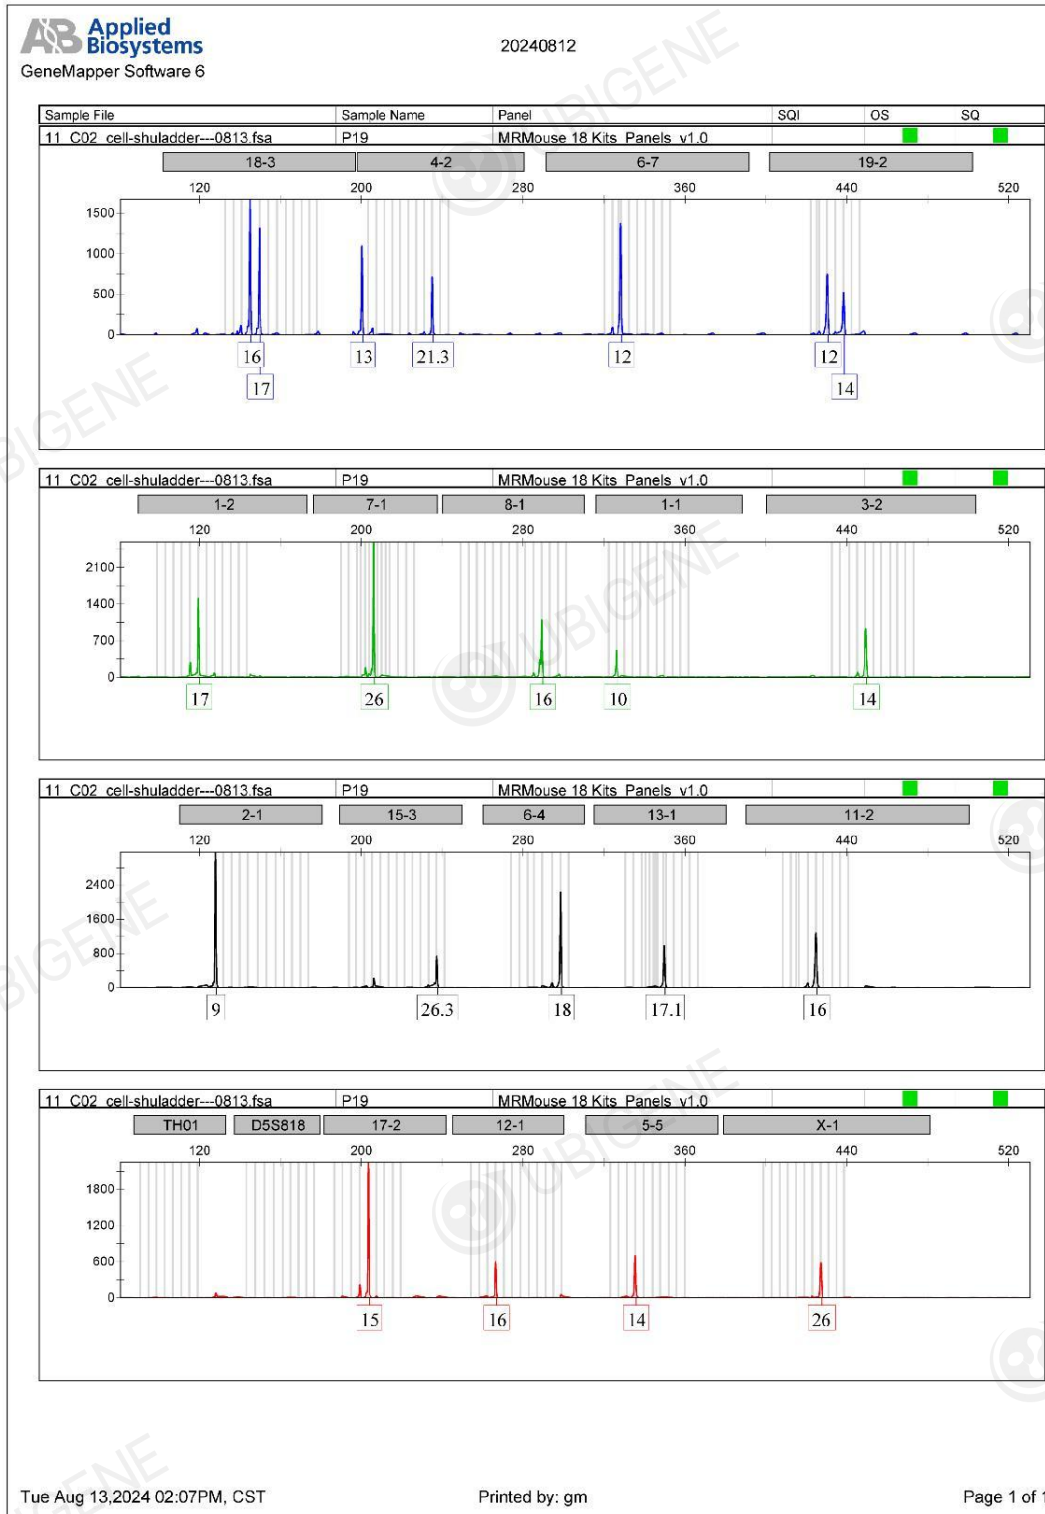 AB Applied
Biosystems
GeneMapper Software 6
20240812
Sample File Sample Name Panel SQI OS SQ
11_C02_cell-shuladder---0813.fsa P19 MRMouse 18 Kits_Panels_v1.0
18-3 4-2 6-7 19-2
120 200 280 360 440 520
1500
1000
500
0
16 13 21.3 12 12
17 14
11_C02_cell-shuladder---0813.fsa P19 MRMouse 18 Kits_Panels_v1.0
1-2 7-1 8-1 1-1 3-2
120 200 280 360 440 520
2100
1400
700
0
17 26 16 10 14
11_C02_cell-shuladder---0813.fsa P19 MRMouse 18 Kits_Panels_v1.0
2-1 15-3 6-4 13-1 11-2
120 200 280 360 440 520
2400
1600
800
0
9 26.3 18 17.1 16
11_C02_cell-shuladder---0813.fsa P19 MRMouse 18 Kits_Panels_v1.0
TH01 D5S818 17-2 12-1 5-5 X-1
120 200 280 360 440 520
1800
1200
600
0
15 16 14 26
Tue Aug 13,2024 02:07PM, CST Printed by: gm Page 1 of 1
UBIGENE
UBIGENE
UBIGENE
UBIGENE
UBIGENE
UBIGENE